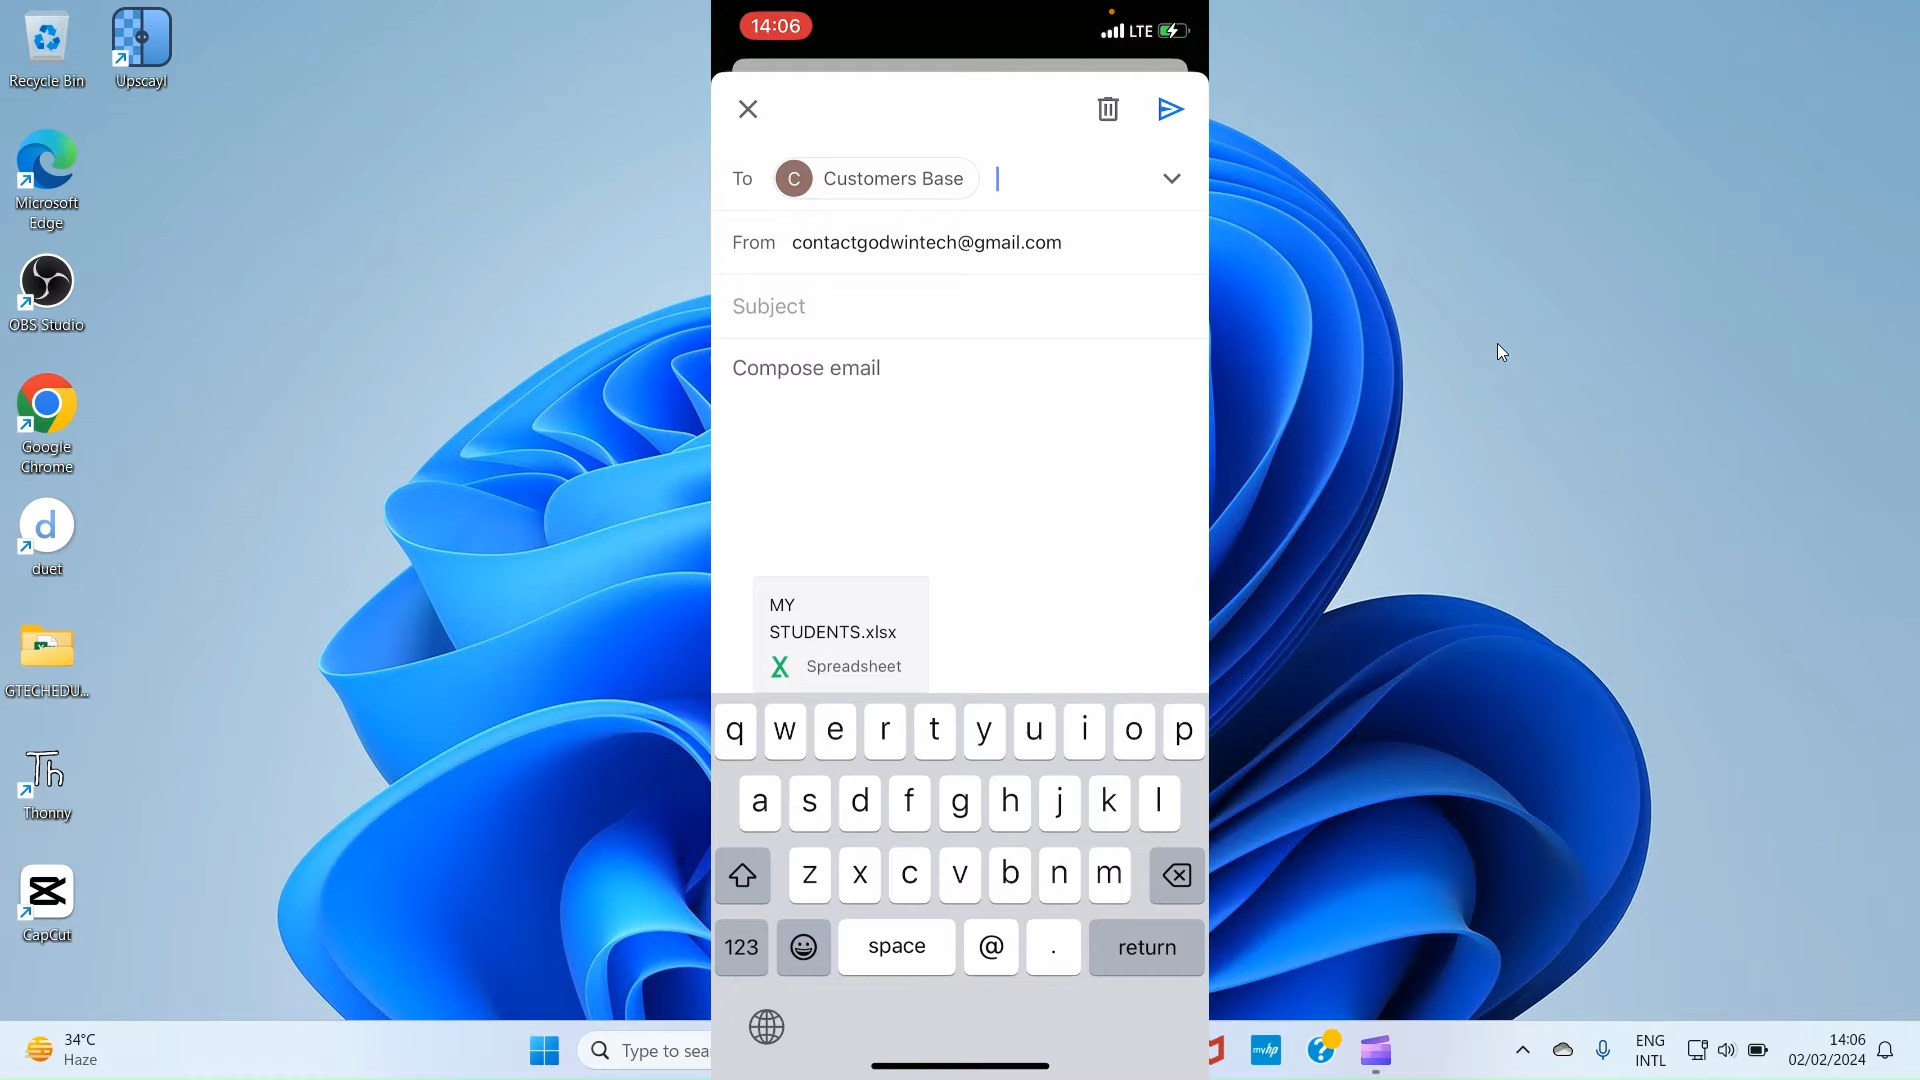 Recycle Bin
Upscayl
Microsoft
Edge
OBS Studio
Google
Chrome
d
duet
GTECHEDU...
Th
Thonny
CapCut
14:06
LTE
To C Customers Base
From contactgodwintech@gmail.com
Subject
Compose email
MY
STUDENTS.xlsx
X Spreadsheet
q w e r t y u i o p
a s d f g h j k l
z x c v b n m
123 space @ . return
34°C
Haze
Type to sea
myhp
?
ENG
INTL
14:06
02/02/2024